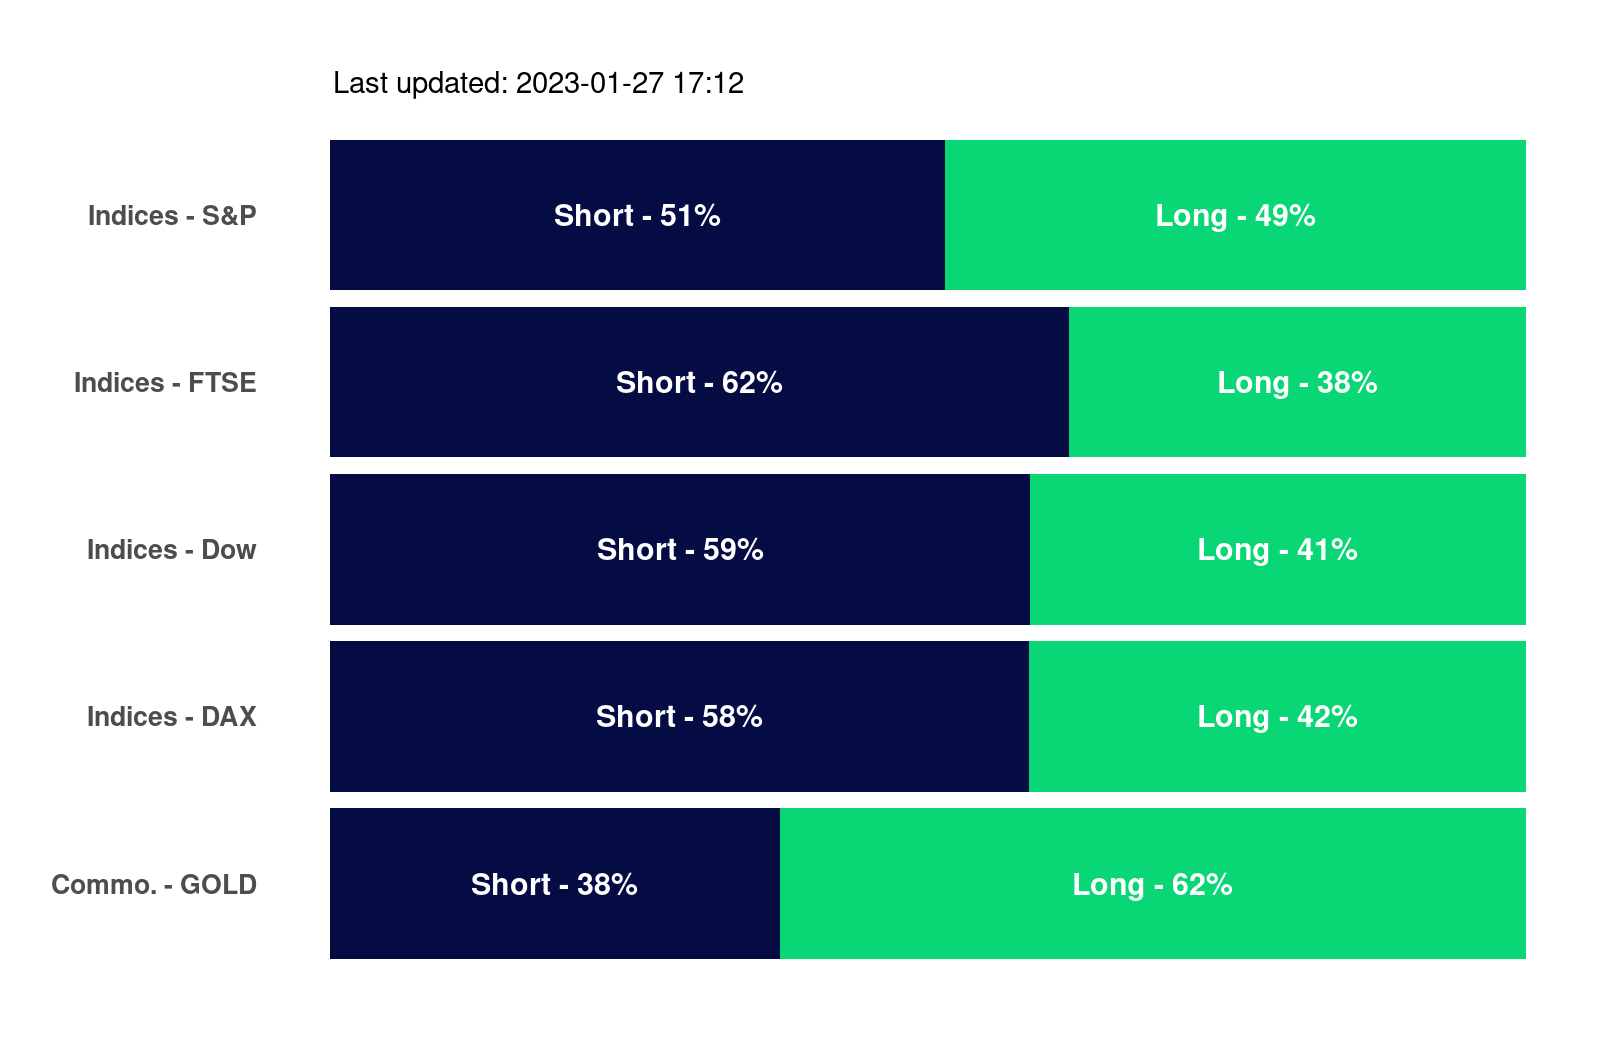 Last updated: 2023-01-27 17:12
Indices - S&P Short - 51% Long - 49%
Indices - FTSE Short - 62% Long - 38%
Indices - Dow Short - 59% Long - 41%
Indices - DAX Short - 58% Long - 42%
Commo. - GOLD Short - 38% Long - 62%